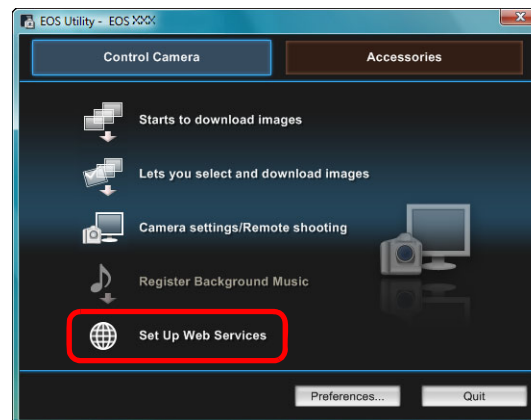 EOS Utility - EOS XXX
Control Camera
Accessories
Starts to download images
Lets you select and download images
Camera settings/Remote shooting
Register Background Music
Set Up Web Services
Preferences...
Quit